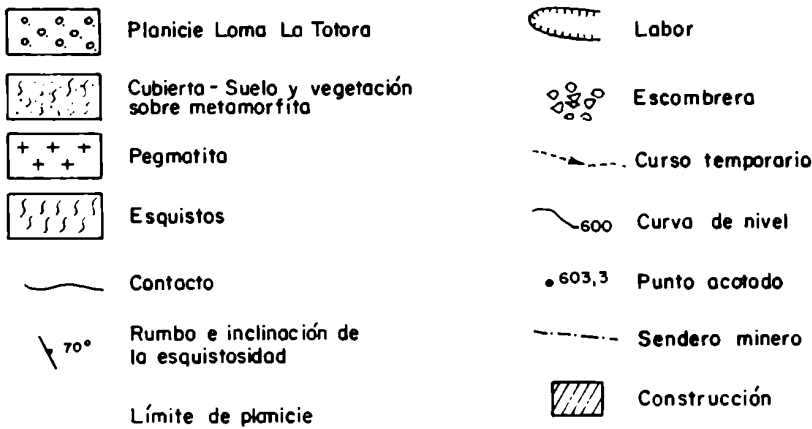 Planicie Loma La Totora
Cubierta - Suelo y vegetación
sobre metamorfita
Pegmatita
Esquistos
Contacto
70°
Rumbo e inclinación de
la esquistosidad
Límite de planicie
Labor
Escombrera
Curso temporario
600
Curva de nivel
603,3
Punto acotado
Sendero minero
Construcción